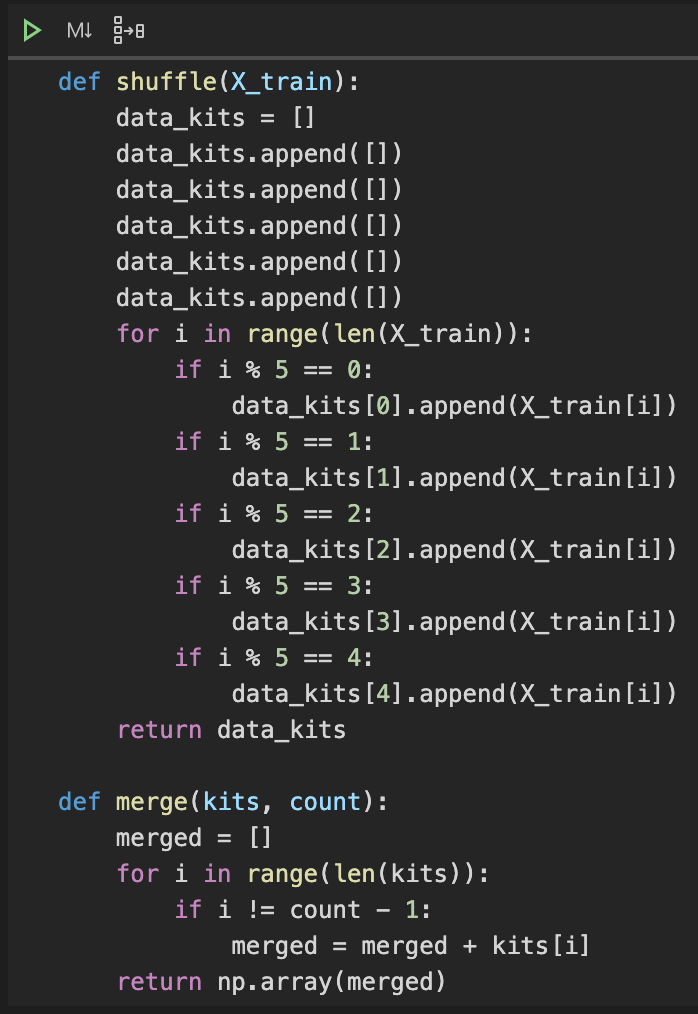 M↓
def shuffle(X_train):
    data_kits = []
    data_kits.append([])
    data_kits.append([])
    data_kits.append([])
    data_kits.append([])
    data_kits.append([])
    for i in range(len(X_train)):
        if i % 5 == 0:
            data_kits[0].append(X_train[i])
        if i % 5 == 1:
            data_kits[1].append(X_train[i])
        if i % 5 == 2:
            data_kits[2].append(X_train[i])
        if i % 5 == 3:
            data_kits[3].append(X_train[i])
        if i % 5 == 4:
            data_kits[4].append(X_train[i])
    return data_kits
def merge(kits, count):
    merged = []
    for i in range(len(kits)):
        if i != count - 1:
            merged = merged + kits[i]
    return np.array(merged)